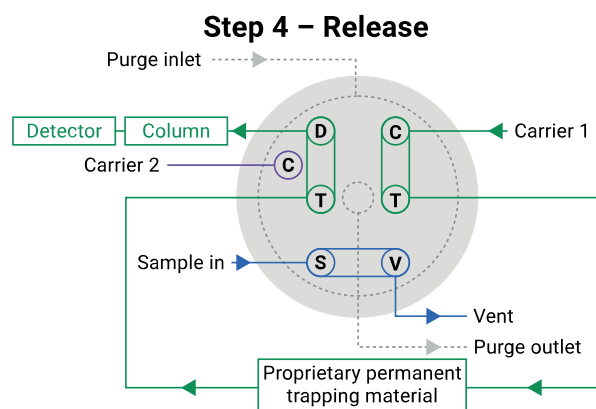 Step 4 – Release
Purge inlet
Detector
Column
D
C
Carrier 1
Carrier 2
C
T
T
Sample in
S
V
Vent
Purge outlet
Proprietary permanent
trapping material